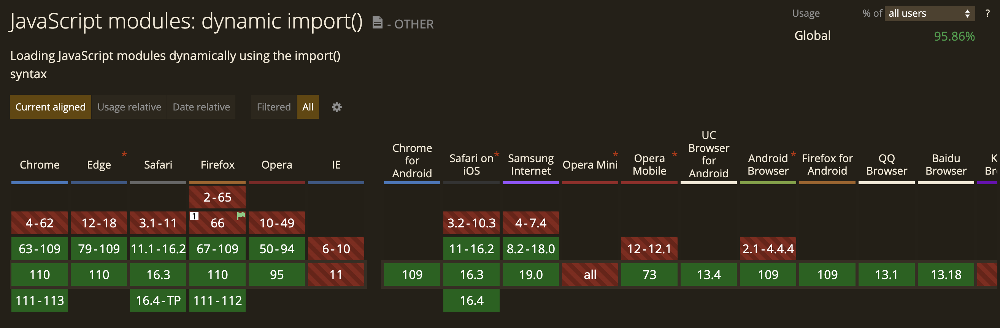 JavaScript modules: dynamic import() - OTHER
Usage % of all users ?
Global 95.86%
Loading JavaScript modules dynamically using the import()
syntax
Current aligned Usage relative Date relative Filtered All
Chrome
Edge *
Safari
Firefox
Opera
IE
Chrome
for
Android
Safari on *
iOS
Samsung
Internet
Opera Mini *
Opera *
Mobile
UC
Browser
for
Android
Android *
Browser
Firefox for
Android
QQ
Browser
Baidu
Browser
K
Br
2-65
4-62 12-18 3.1-11 1 66 10-49 3.2-10.3 4-7.4
63-109 79-109 11.1-16.2 67-109 50-94 6-10 11-16.2 8.2-18.0 12-12.1 2.1-4.4.4
110 110 16.3 110 95 11 109 16.3 19.0 all 73 13.4 109 109 13.1 13.18
111-113 16.4-TP 111-112 16.4